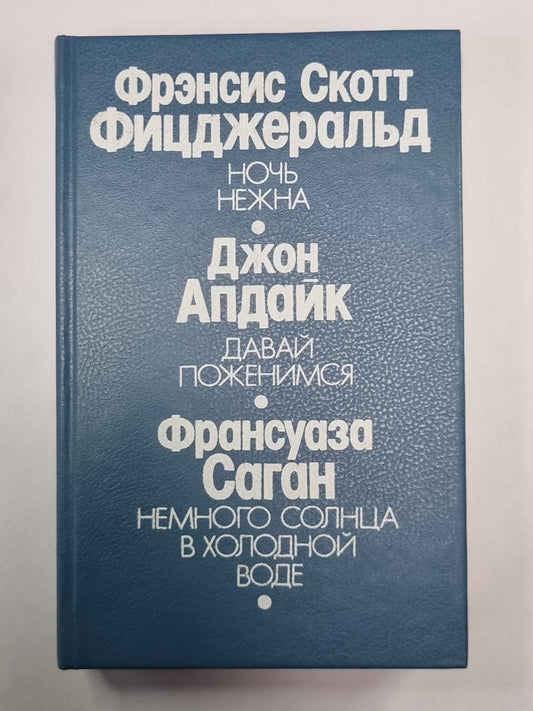 Фрэнсис Скотт
Фицджеральд
НОЧЬ
НЕЖНА
•
Джон
Апдайк
ДАВАЙ
ПОЖЕНИМСЯ
•
Франсуаза
Саган
НЕМНОГО СОЛНЦА
В ХОЛОДНОЙ
ВОДЕ
•